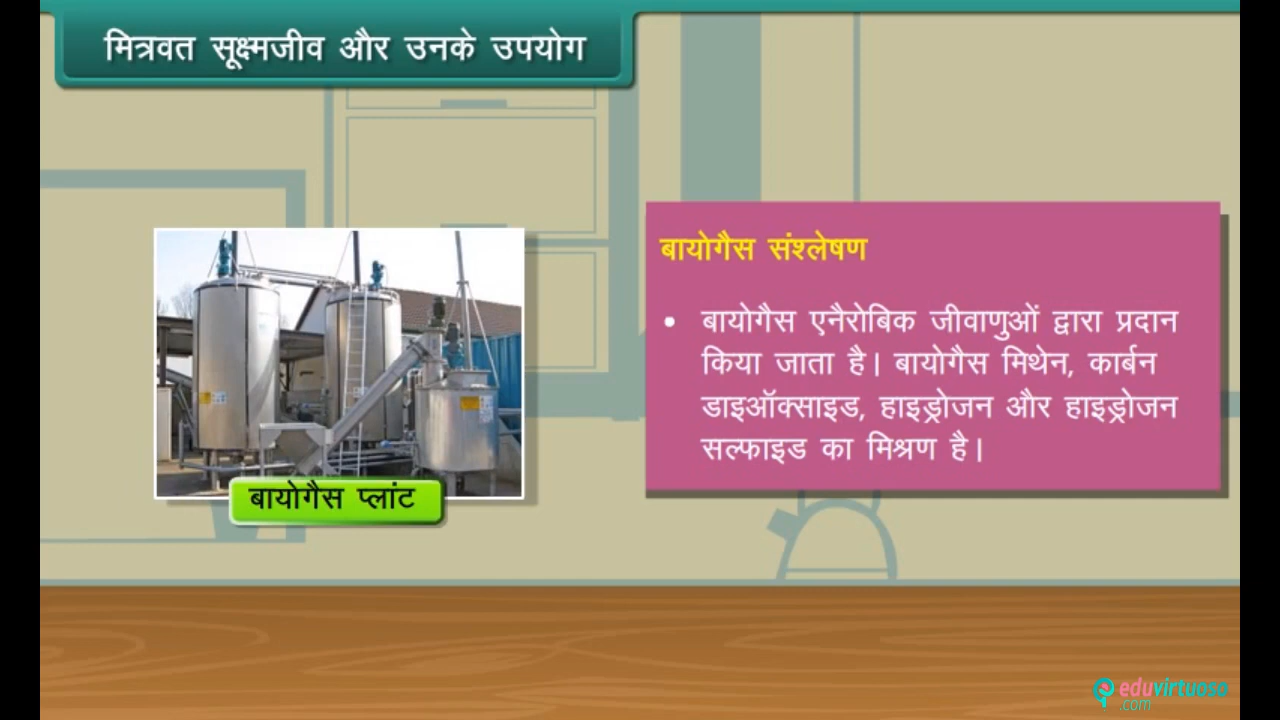 मित्रवत सूक्ष्मजीव और उनके उपयोग
बायोगैस संश्लेषण
• बायोगैस एनैरोबिक जीवाणुओं द्वारा प्रदान
किया जाता है। बायोगैस मिथेन, कार्बन
डाइऑक्साइड, हाइड्रोजन और हाइड्रोजन
सल्फाइड का मिश्रण है।
बायोगैस प्लांट
eduvirtuoso
.com